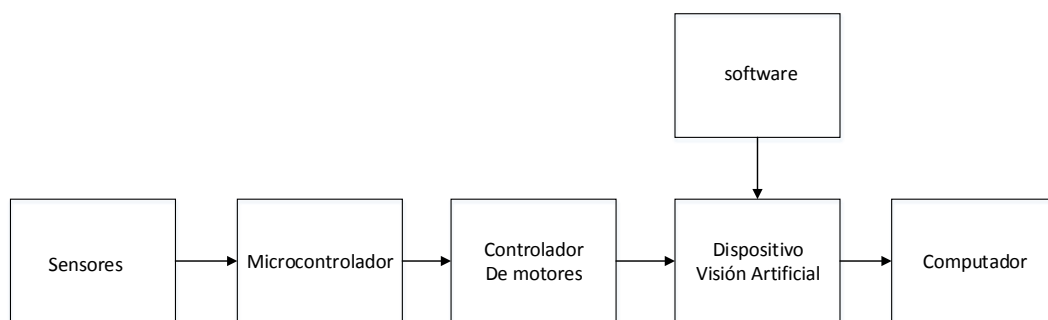 software
Sensores
Microcontrolador
Controlador
De motores
Dispositivo
Visión Artificial
Computador